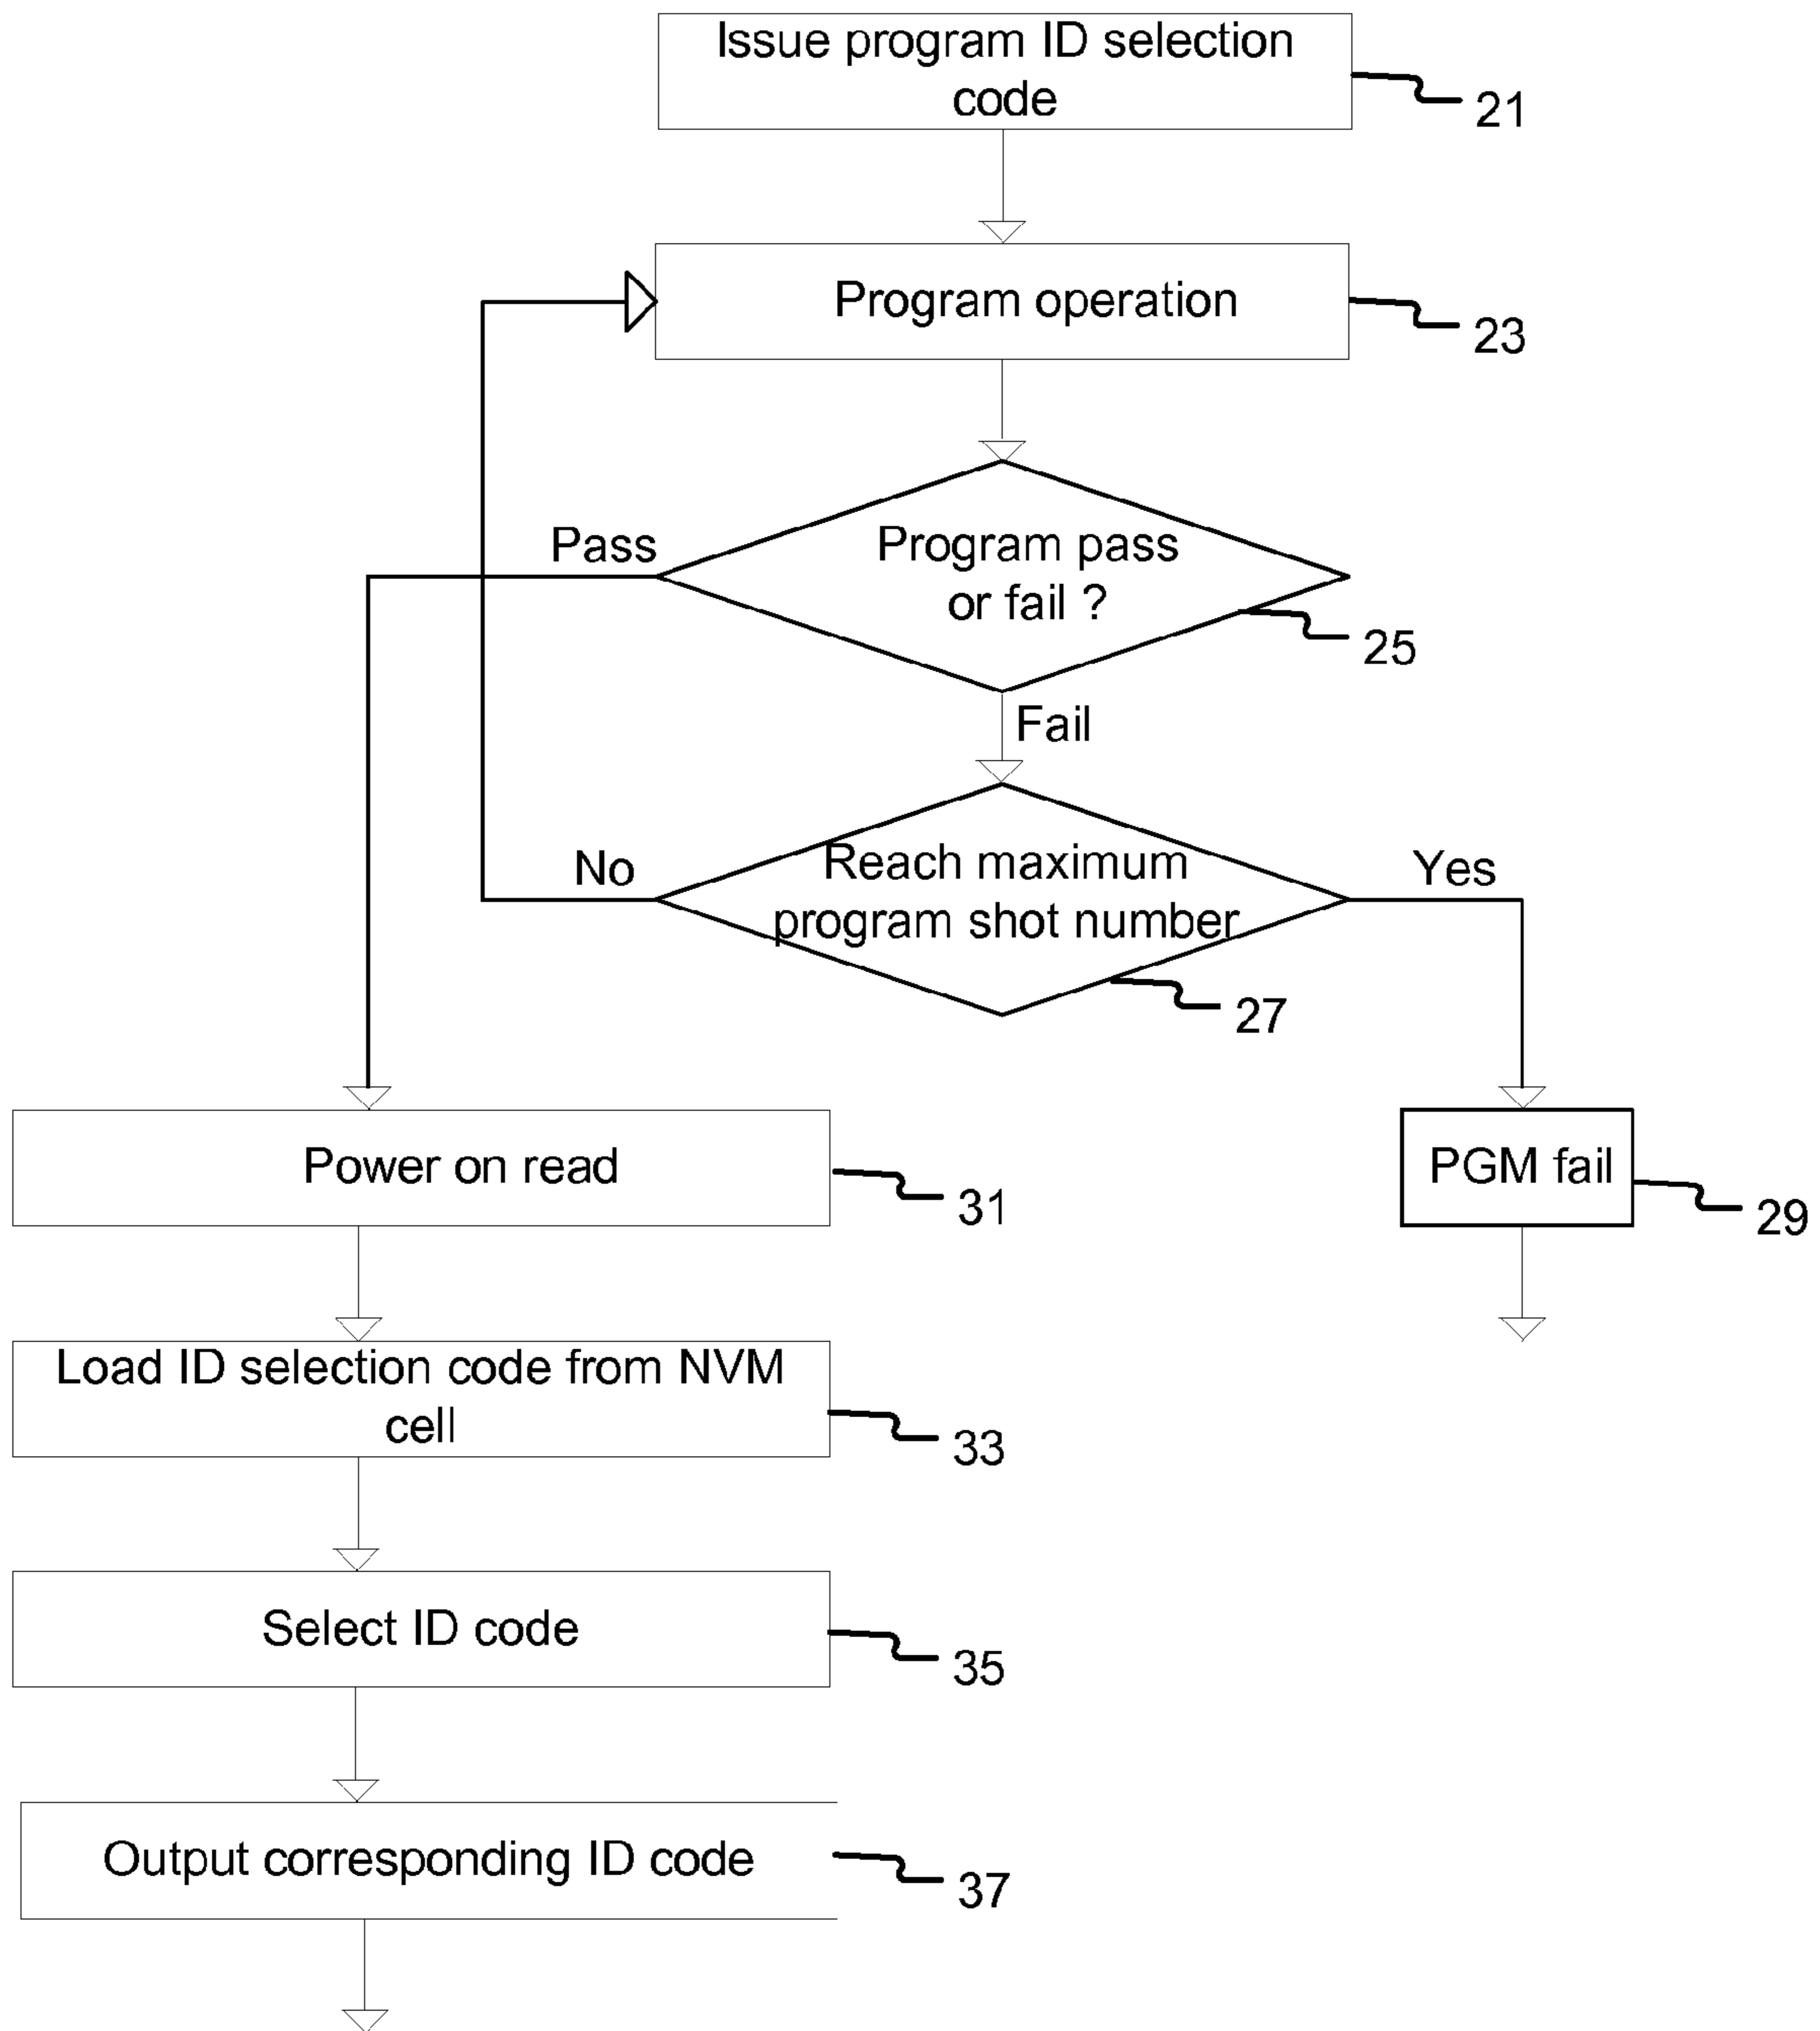 Issue program ID selection
code
21
Program operation
23
Pass
Program pass
or fail ?
25
Fail
No
Reach maximum
program shot number
Yes
27
Power on read
31
PGM fail
29
Load ID selection code from NVM
cell
33
Select ID code
35
Output corresponding ID code
37